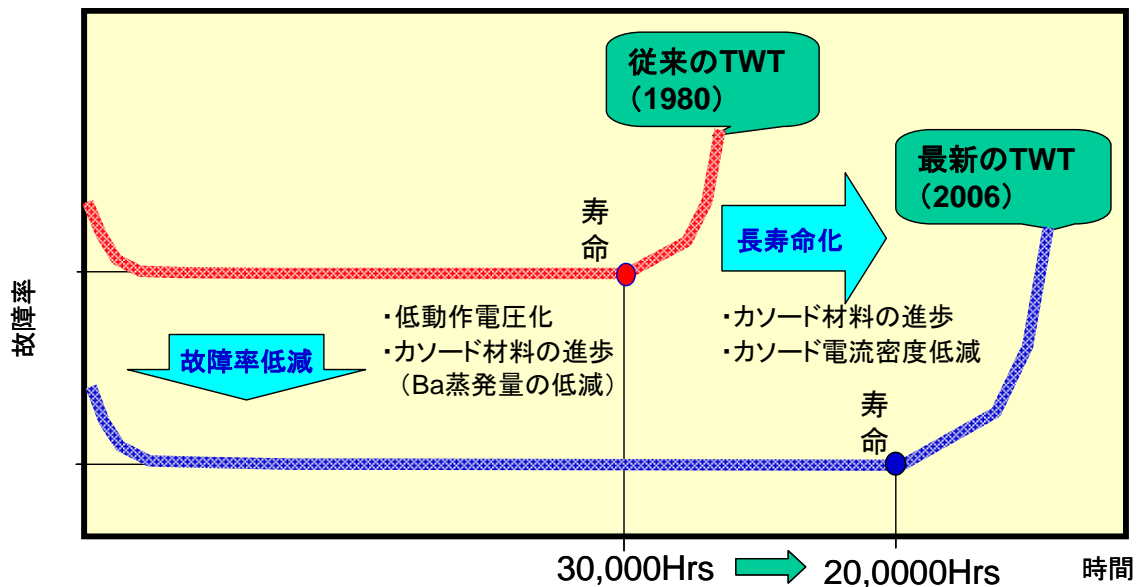 従来のTWT
（1980）
最新のTWT
（2006）
寿
命
長寿命化
故障率
・低動作電圧化
・カソード材料の進歩
（Ba蒸発量の低減）
・カソード材料の進歩
・カソード電流密度低減
故障率低減
寿
命
30,000Hrs
20,0000Hrs
時間